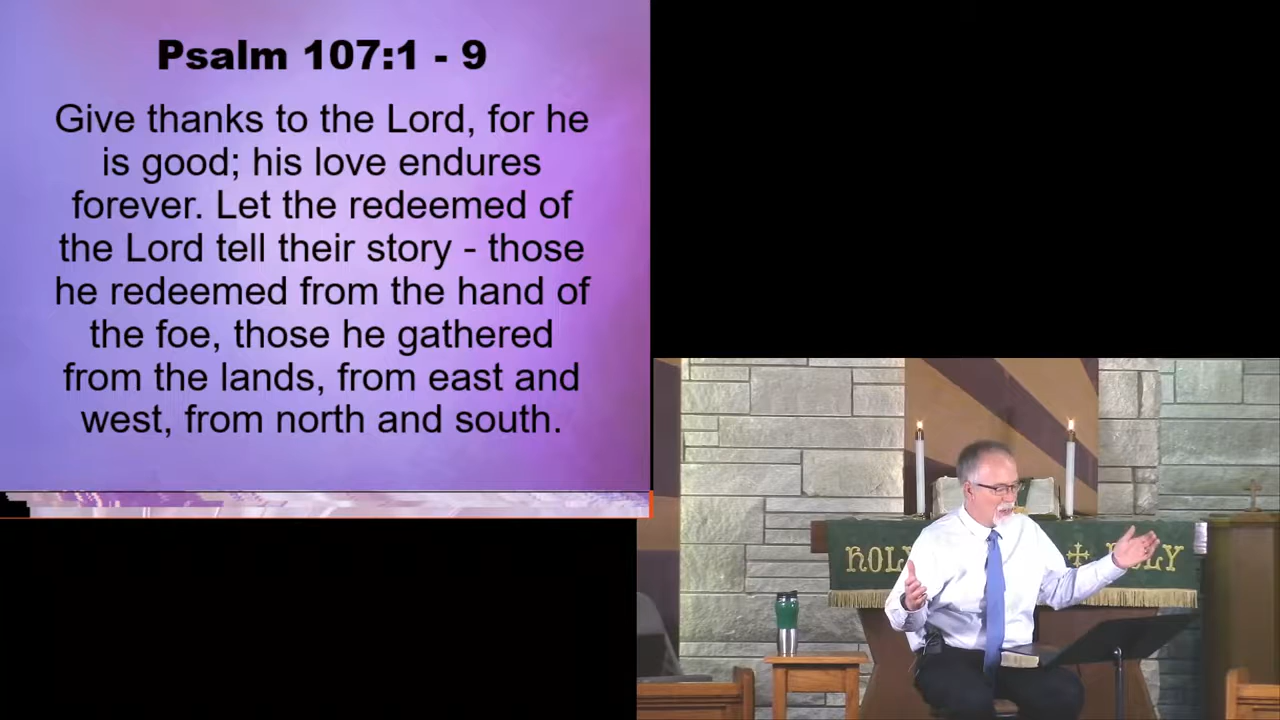 Psalm 107:1 - 9
Give thanks to the Lord, for he
is good; his love endures
forever. Let the redeemed of
the Lord tell their story - those
he redeemed from the hand of
the foe, those he gathered
from the lands, from east and
west, from north and south.
HOLY